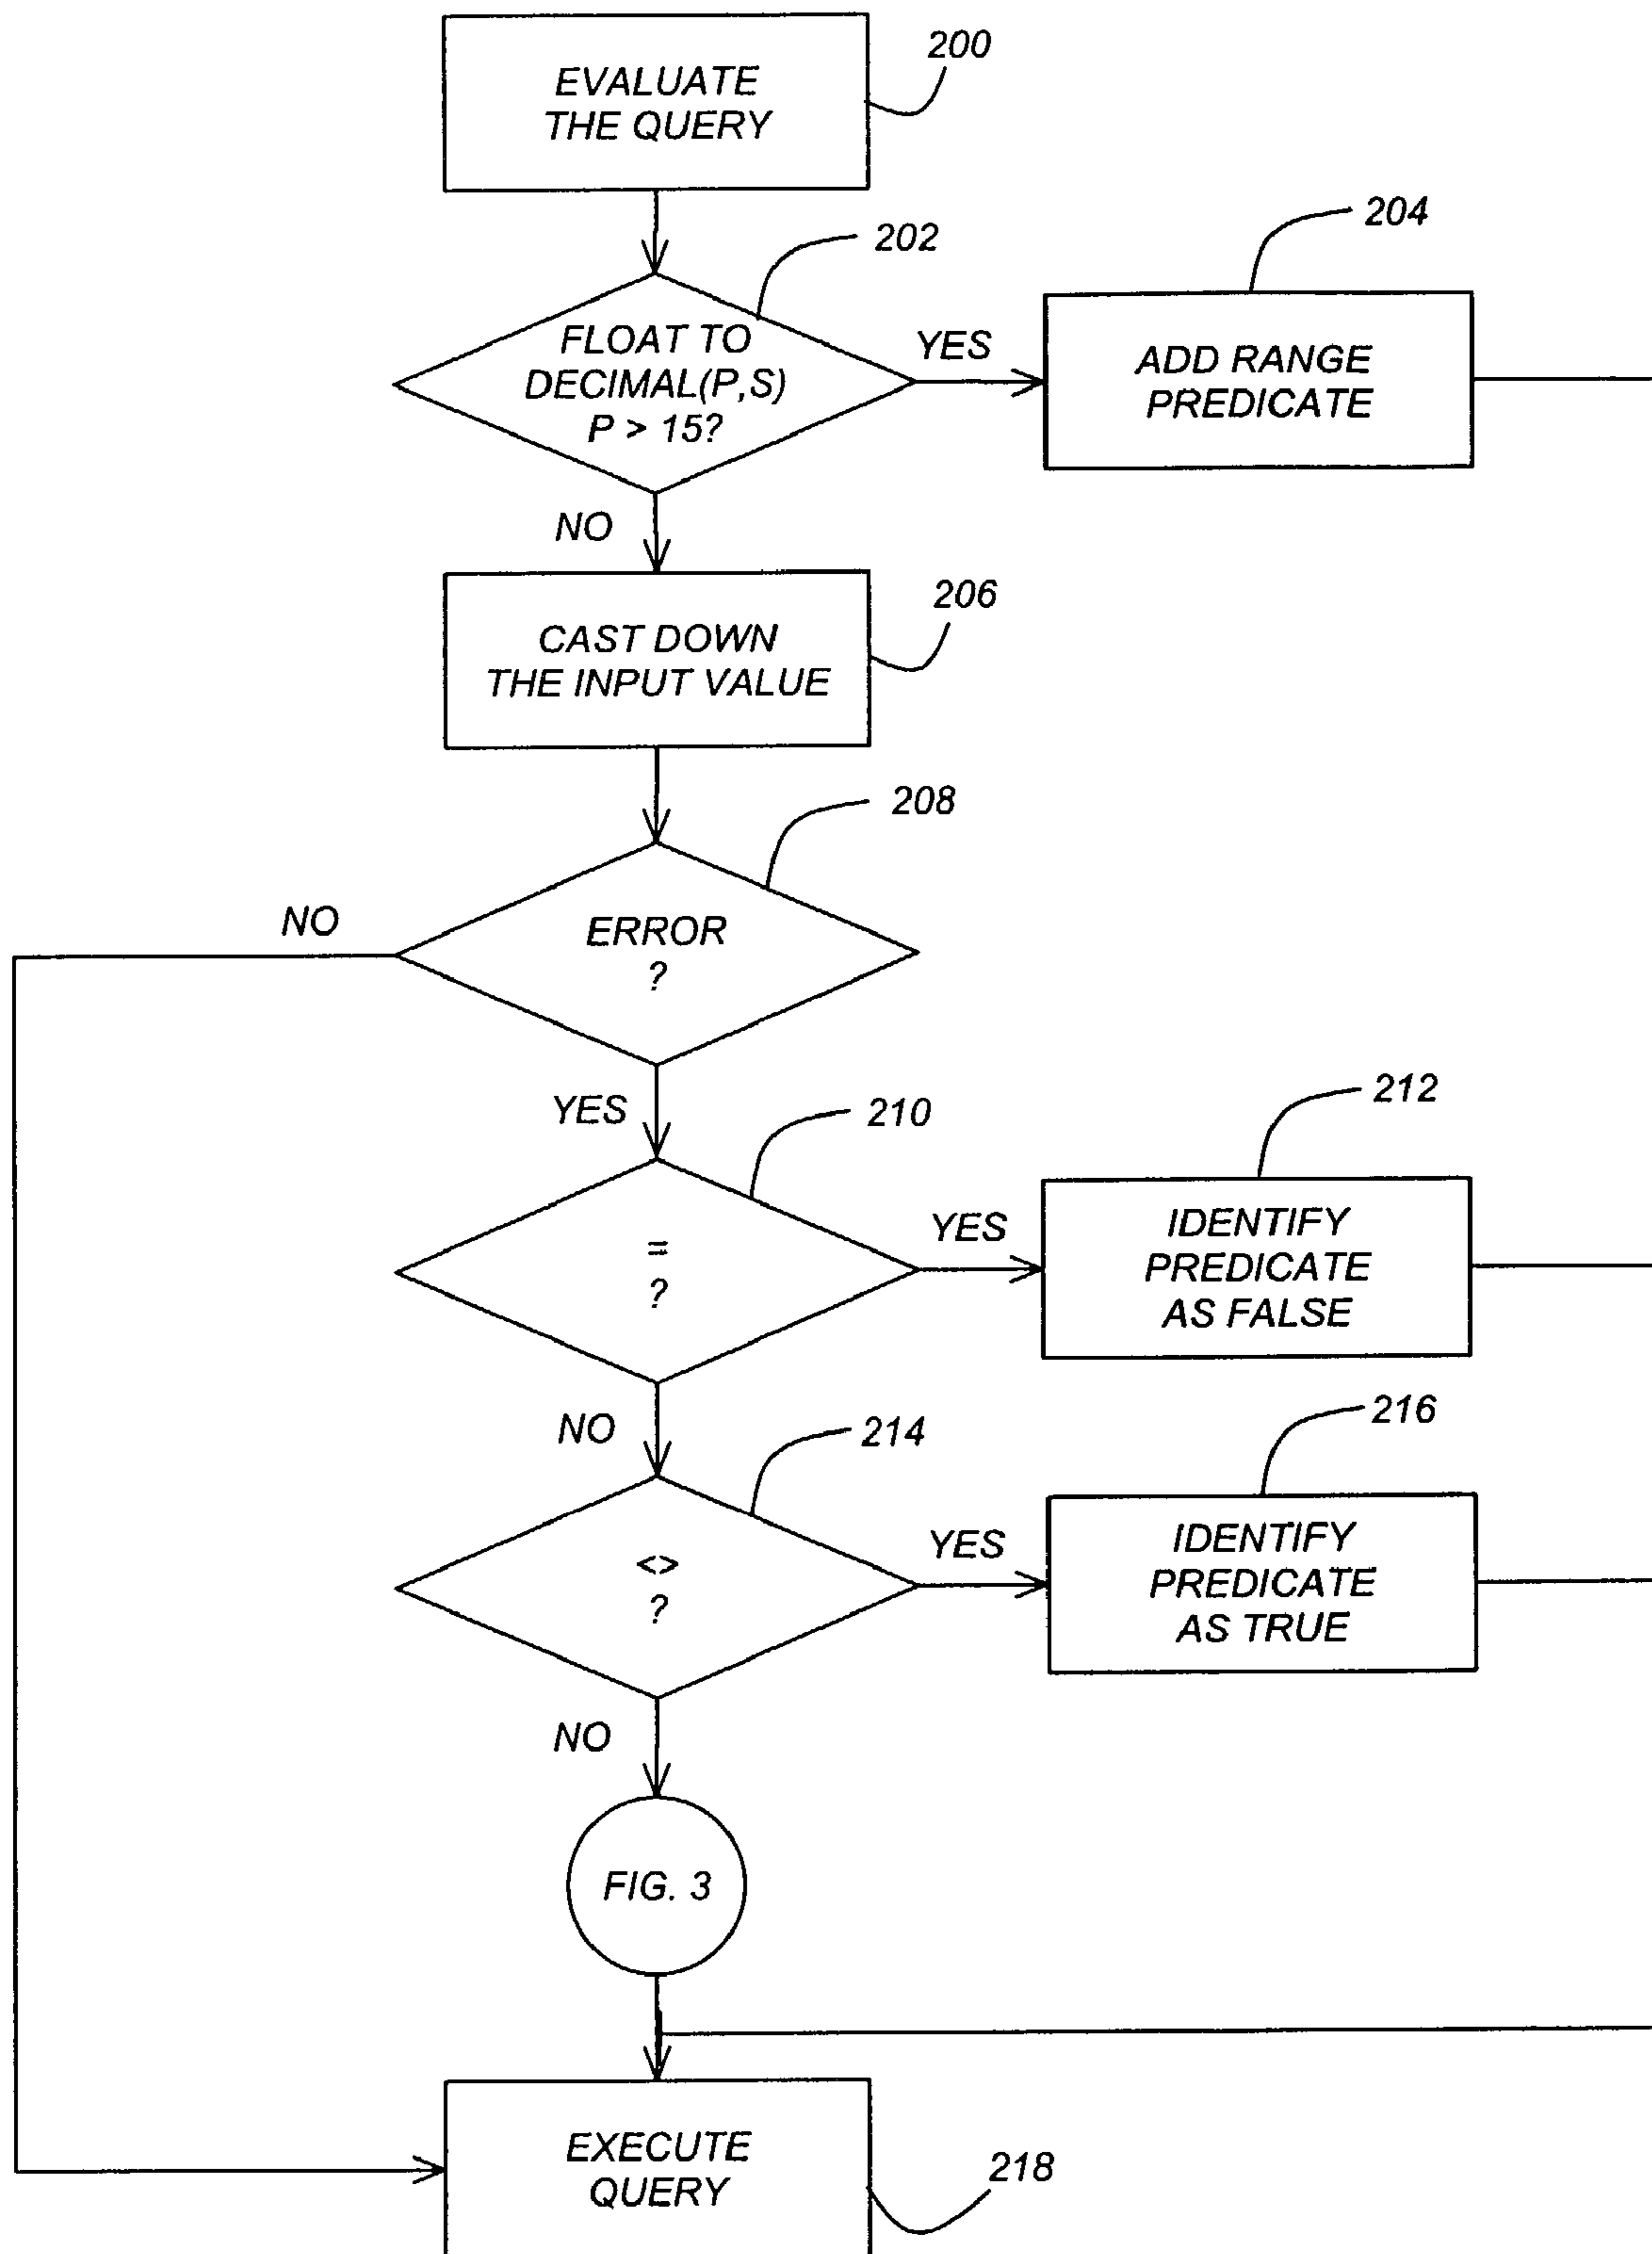 EVALUATE
THE QUERY
200
202
FLOAT TO
DECIMAL(P,S)
P > 15?
YES
204
ADD RANGE
PREDICATE
NO
206
CAST DOWN
THE INPUT VALUE
208
ERROR
?
NO
YES
210
=
?
YES
212
IDENTIFY
PREDICATE
AS FALSE
NO
214
<>
?
YES
216
IDENTIFY
PREDICATE
AS TRUE
NO
FIG. 3
EXECUTE
QUERY
218